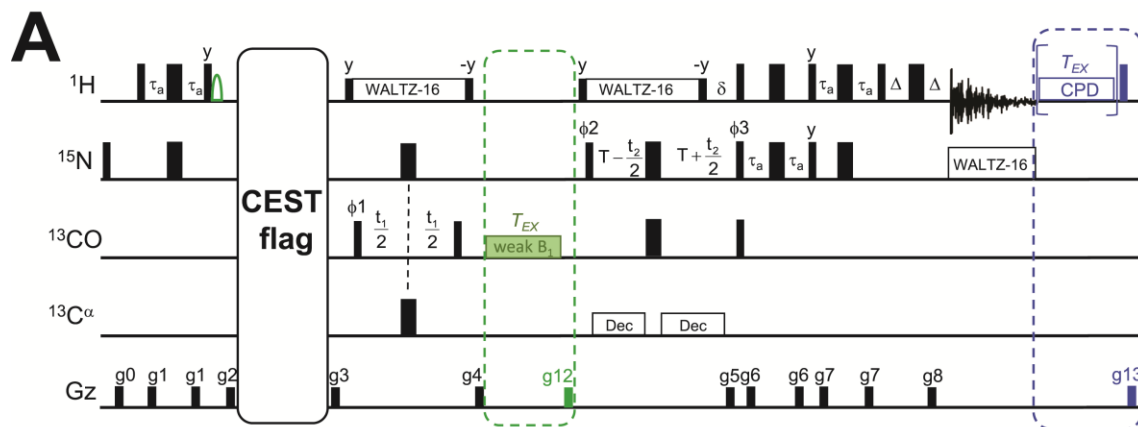 A
¹H
τa
τa
y
y
WALTZ-16
-y
y
WALTZ-16
-y
δ
y
τa
τa
Δ
Δ
T_EX
CPD
¹⁵N
ϕ2
T − t₂/2
T + t₂/2
ϕ3
τa
τa
y
WALTZ-16
CEST
flag
¹³CO
ϕ1
t₁/2
t₁/2
T_EX
weak B₁
¹³Cα
Dec
Dec
Gz
g0 g1 g1 g2 g3 g4 g12 g5 g6 g6 g7 g7 g8 g13